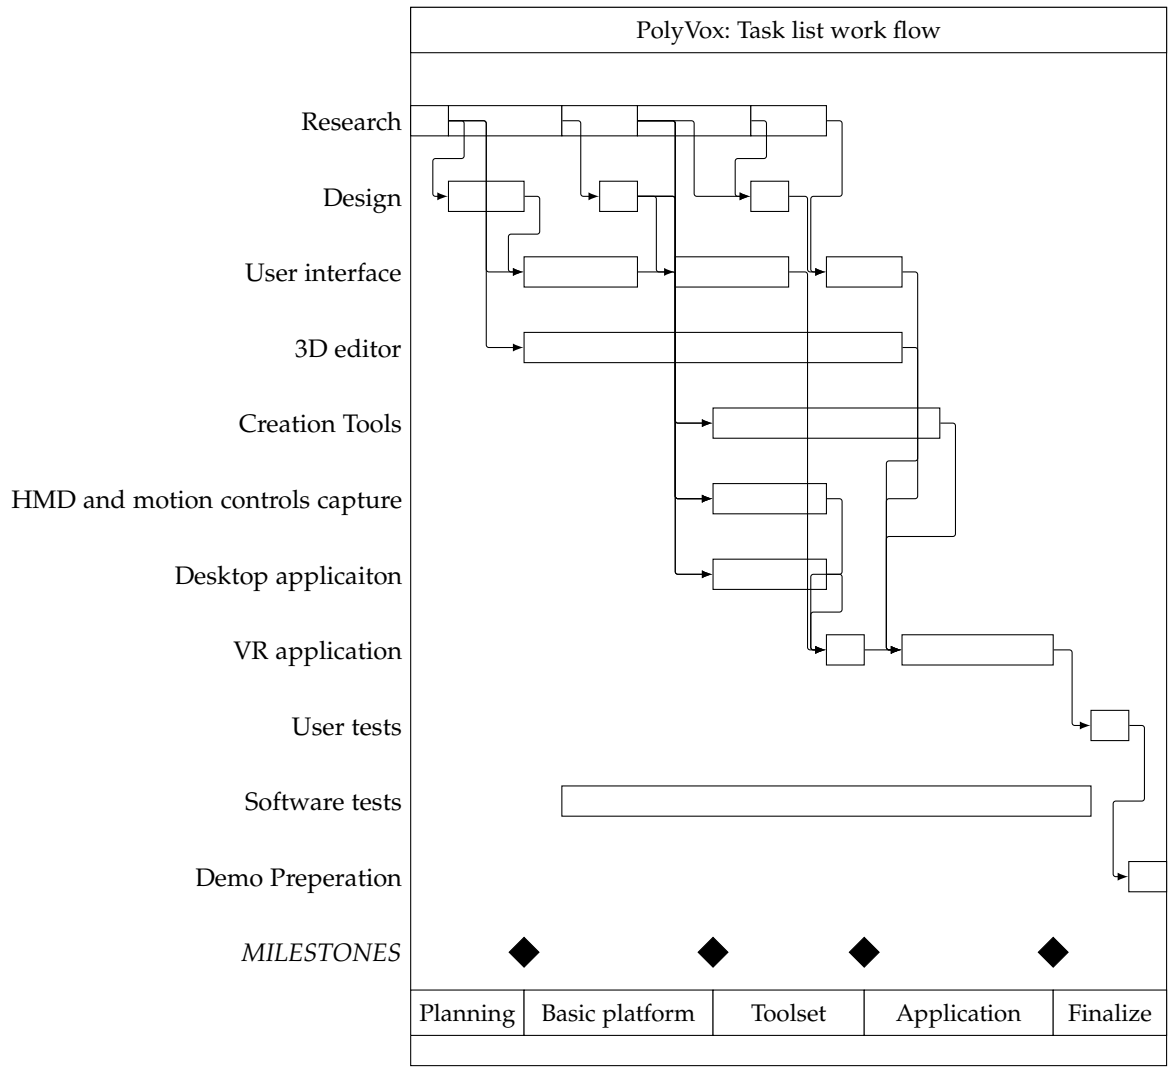 PolyVox: Task list work flow
Research
Design
User interface
3D editor
Creation Tools
HMD and motion controls capture
Desktop applicaiton
VR application
User tests
Software tests
Demo Preperation
MILESTONES
Planning Basic platform Toolset Application Finalize